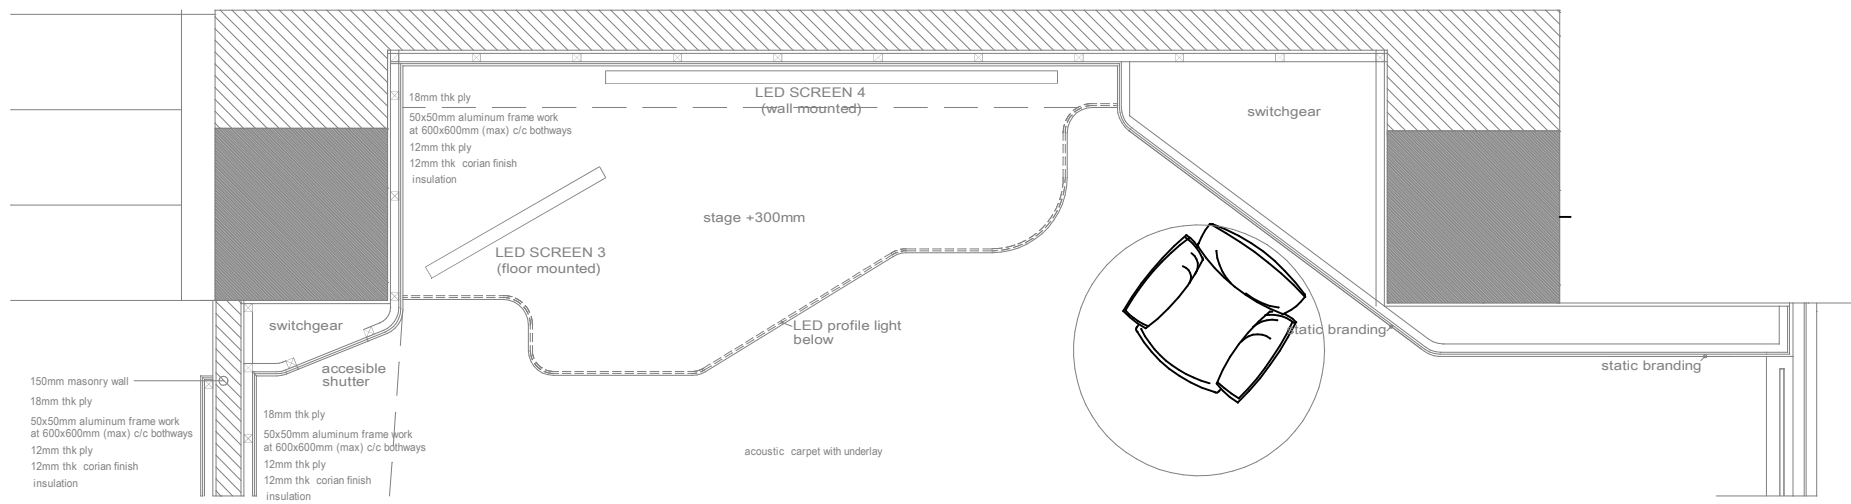 LED SCREEN 4
(wall mounted)
switchgear
18mm thk ply
50x50mm aluminum frame work
at 600x600mm (max) c/c bothways
12mm thk ply
12mm thk corian finish
insulation
stage +300mm
LED SCREEN 3
(floor mounted)
switchgear
LED profile light
below
static branding
static branding
accesible
shutter
150mm masonry wall
18mm thk ply
50x50mm aluminum frame work
at 600x600mm (max) c/c bothways
12mm thk ply
12mm thk corian finish
insulation
18mm thk ply
50x50mm aluminum frame work
at 600x600mm (max) c/c bothways
12mm thk ply
12mm thk corian finish
insulation
acoustic carpet with underlay